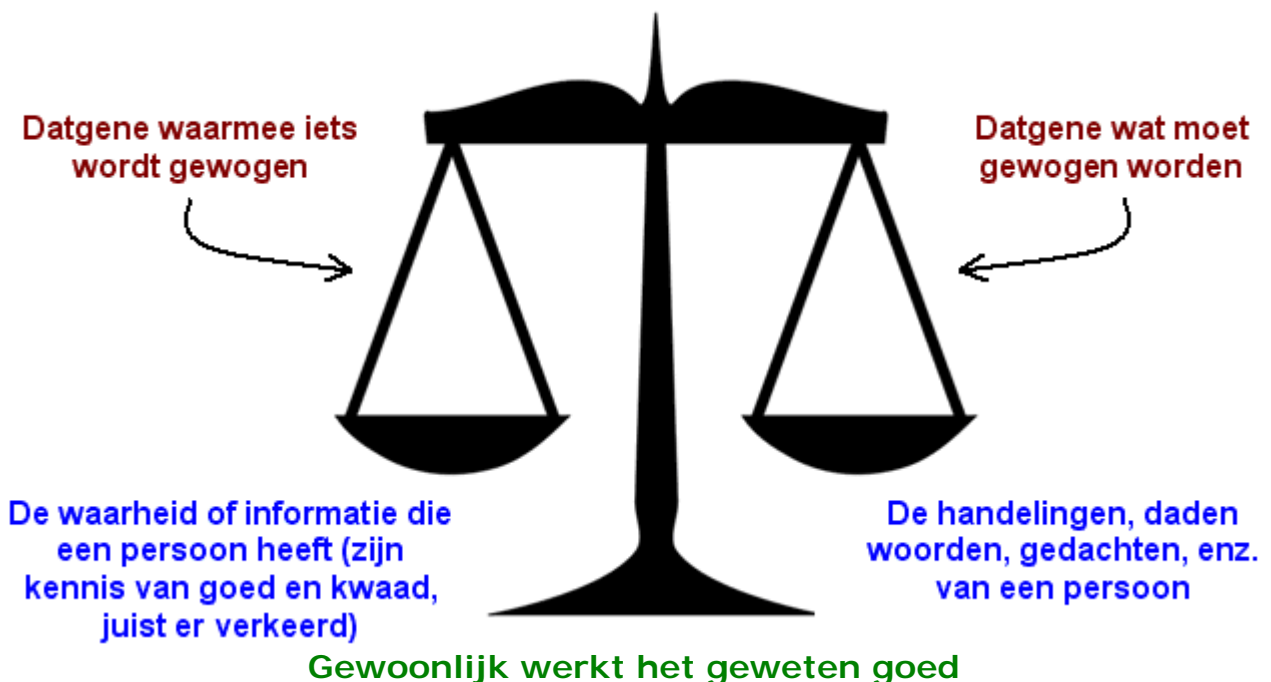 Datgene waarmee iets
wordt gewogen
Datgene wat moet
gewogen worden
De waarheid of informatie die
een persoon heeft (zijn
kennis van goed en kwaad,
juist er verkeerd)
De handelingen, daden
woorden, gedachten, enz.
van een persoon
Gewoonlijk werkt het geweten goed